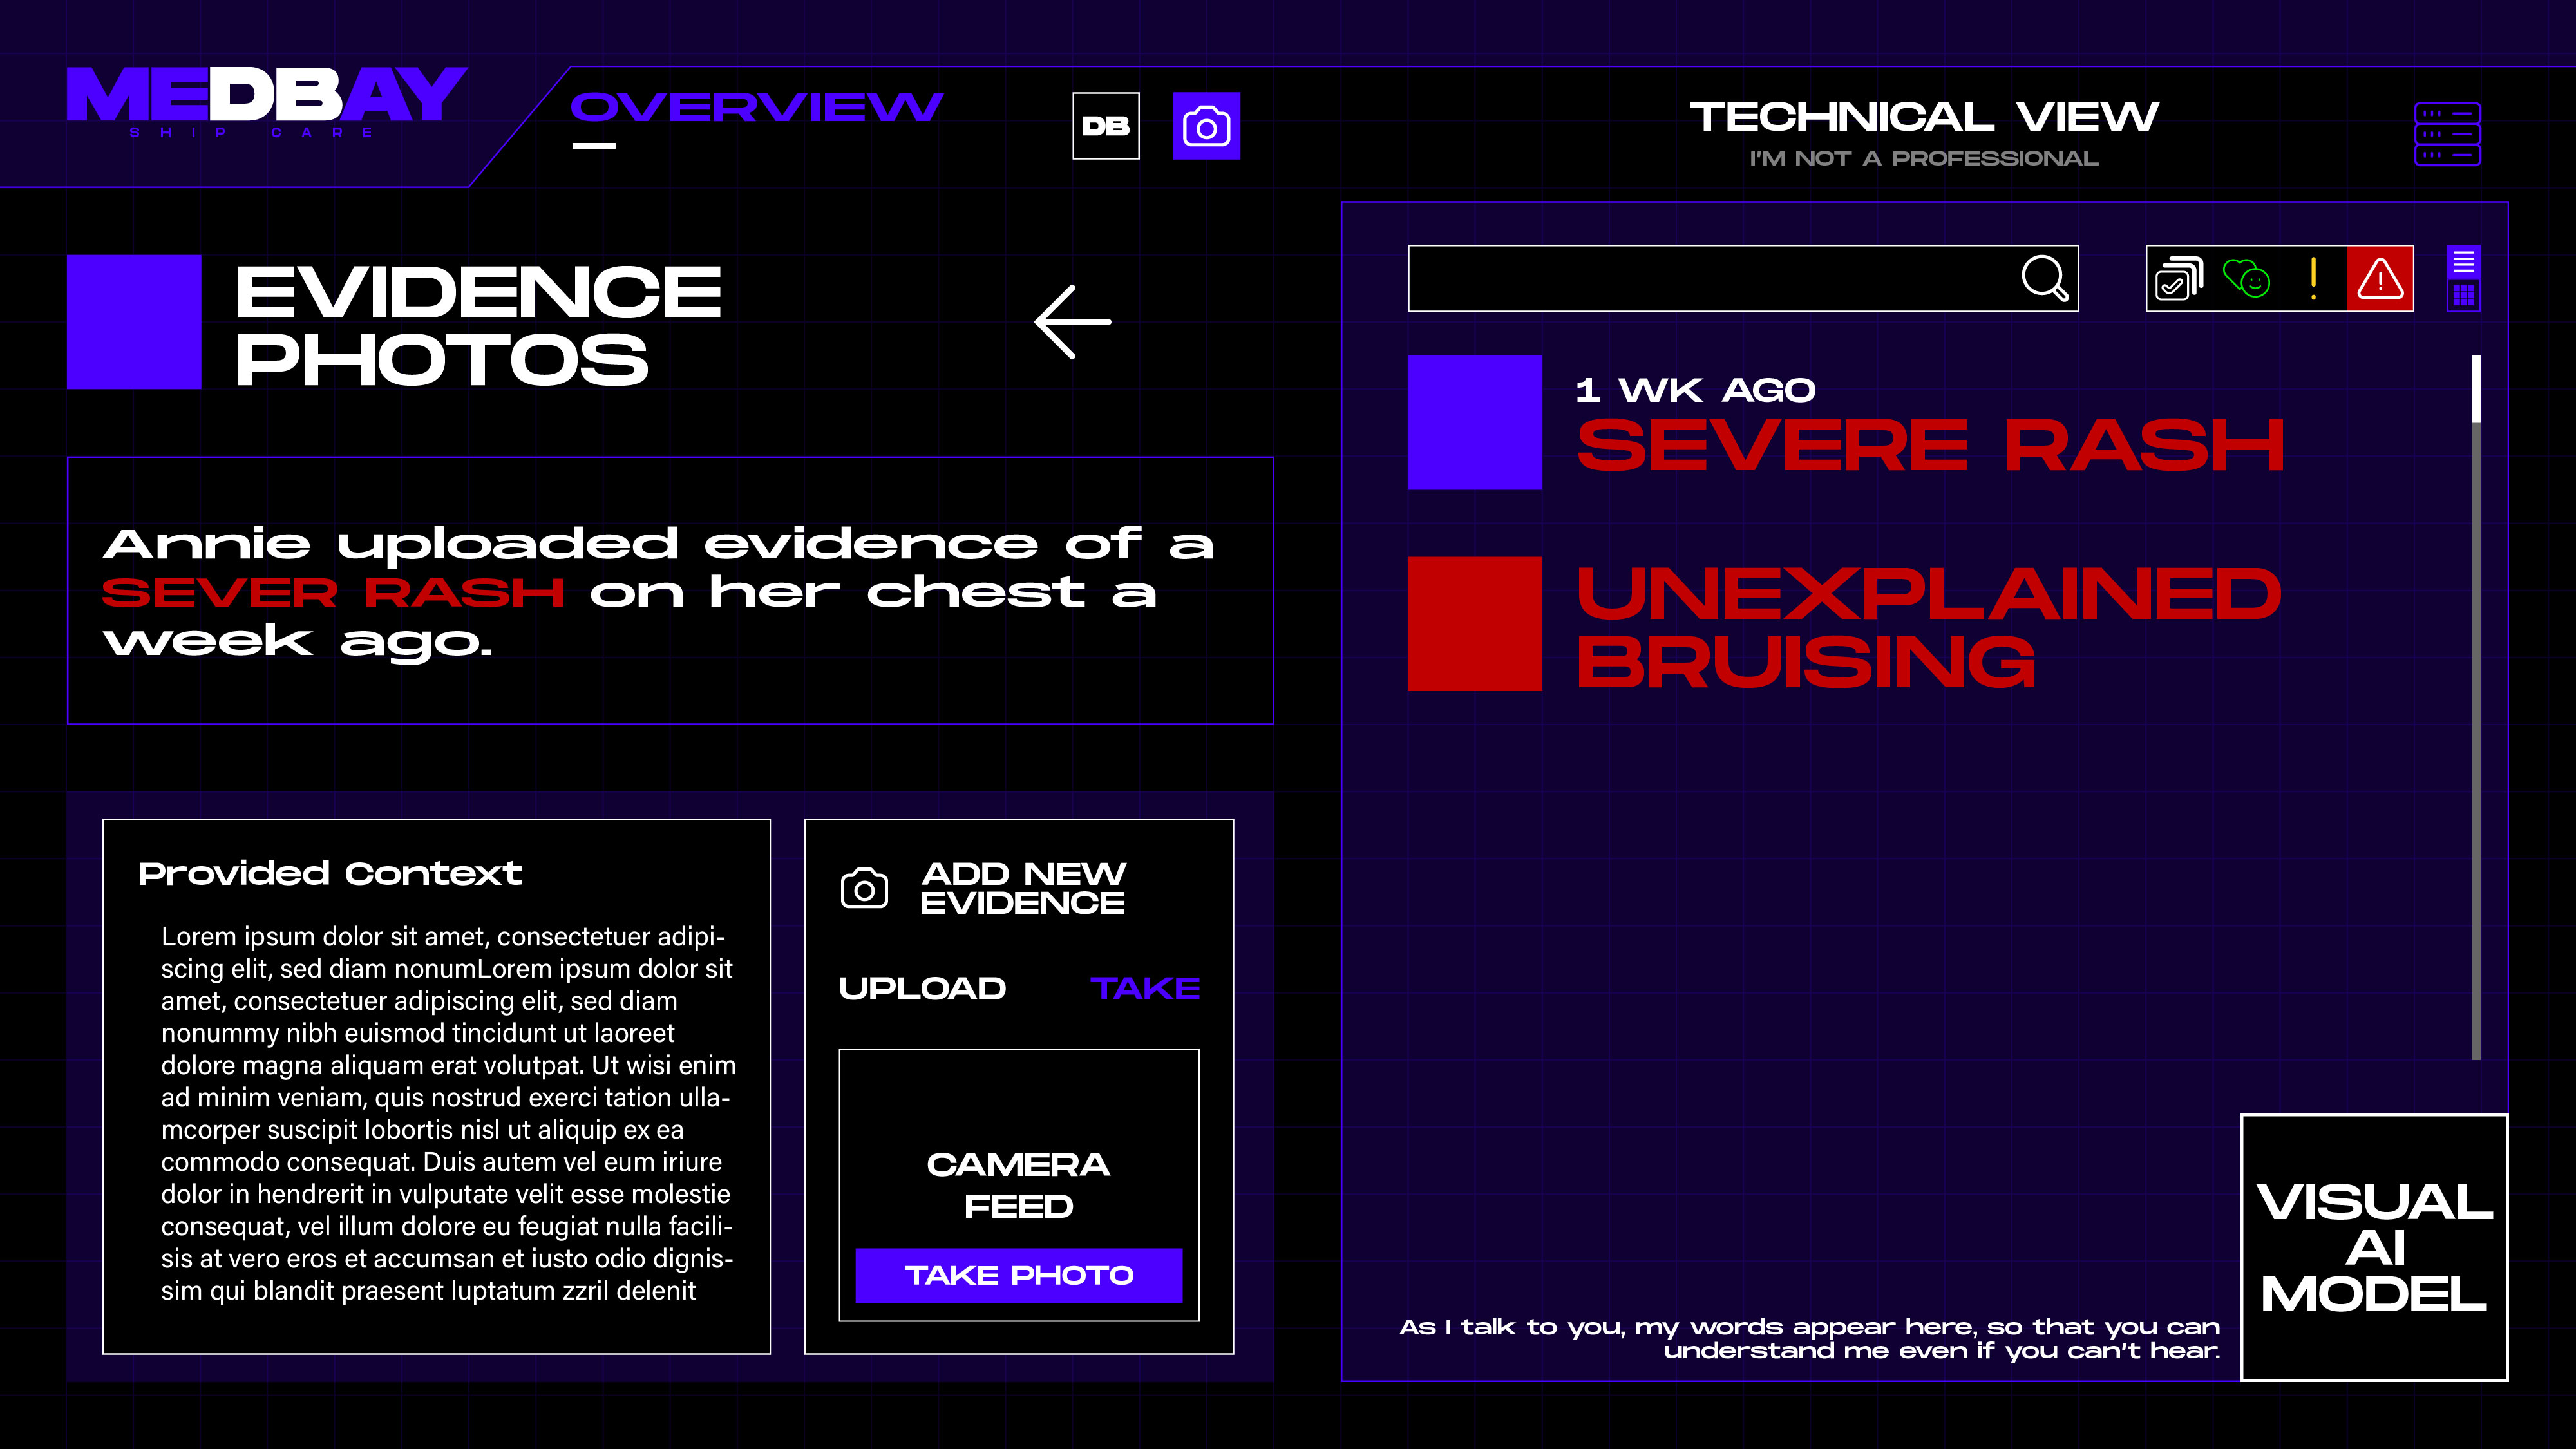 MEDBAY
SHIP CARE
OVERVIEW
DB
TECHNICAL VIEW
I'M NOT A PROFESSIONAL
EVIDENCE
PHOTOS
Annie uploaded evidence of a
SEVER RASH on her chest a
week ago.
Provided Context
Lorem ipsum dolor sit amet, consectetuer adipi-
scing elit, sed diam nonumLorem ipsum dolor sit
amet, consectetuer adipiscing elit, sed diam
nonummy nibh euismod tincidunt ut laoreet
dolore magna aliquam erat volutpat. Ut wisi enim
ad minim veniam, quis nostrud exerci tation ulla-
mcorper suscipit lobortis nisl ut aliquip ex ea
commodo consequat. Duis autem vel eum iriure
dolor in hendrerit in vulputate velit esse molestie
consequat, vel illum dolore eu feugiat nulla facili-
sis at vero eros et accumsan et iusto odio dignis-
sim qui blandit praesent luptatum zzril delenit
ADD NEW
EVIDENCE
UPLOAD TAKE
CAMERA
FEED
TAKE PHOTO
1 WK AGO
SEVERE RASH
UNEXPLAINED
BRUISING
As I talk to you, my words appear here, so that you can
understand me even if you can't hear.
VISUAL
AI
MODEL